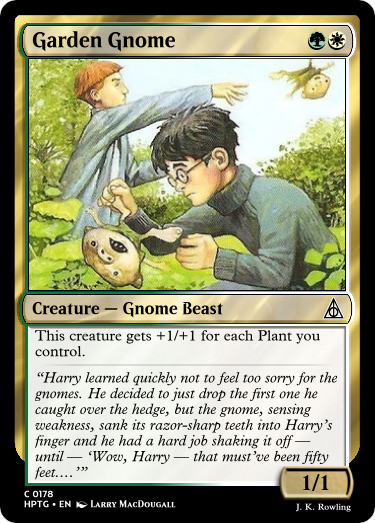 Garden Gnome
Creature — Gnome Beast
This creature gets +1/+1 for each Plant you
control.
“Harry learned quickly not to feel too sorry for the
gnomes. He decided to just drop the first one he
caught over the hedge, but the gnome, sensing
weakness, sank its razor-sharp teeth into Harry’s
finger and he had a hard job shaking it off —
until — ‘Wow, Harry — that must’ve been fifty
feet.…’”
1/1
C 0178
HPTG • EN Larry MacDougall
J. K. Rowling